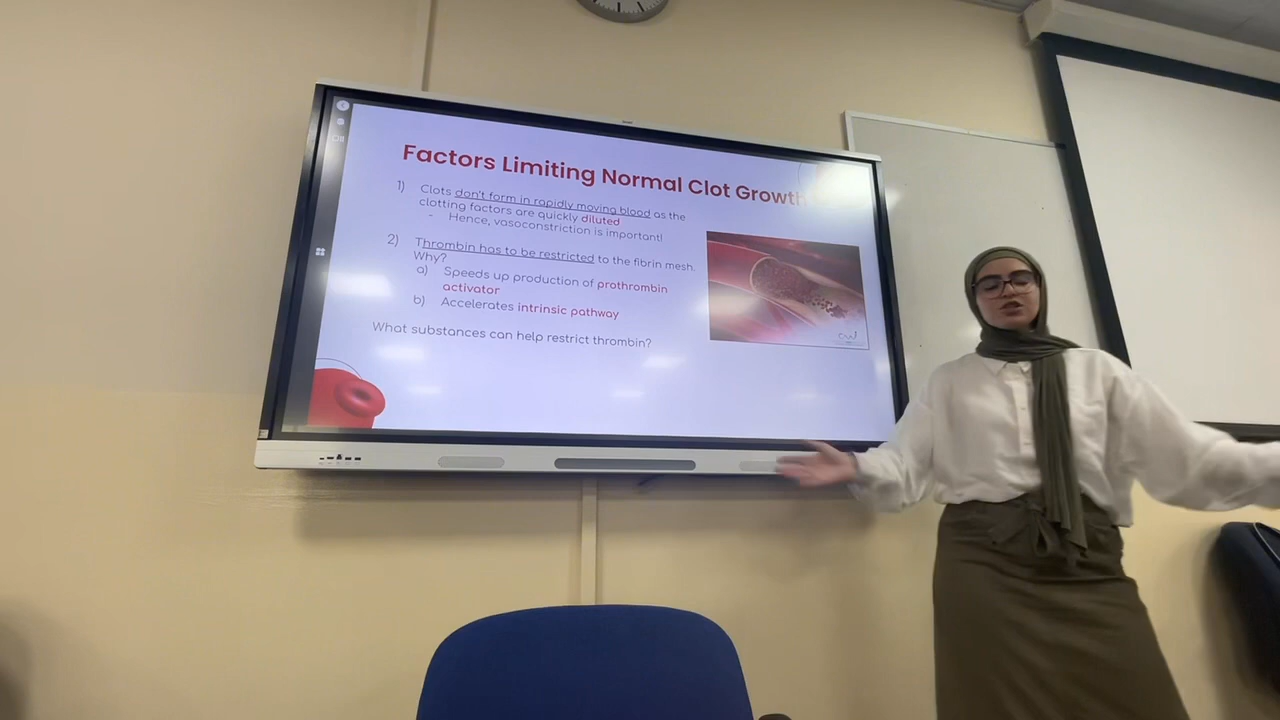 Factors Limiting Normal Clot Growth
1) Clots don't form in rapidly moving blood as the
clotting factors are quickly diluted
- Hence, vasoconstriction is important!
2) Thrombin has to be restricted to the fibrin mesh.
Why?
a) Speeds up production of prothrombin
activator
b) Accelerates intrinsic pathway
What substances can help restrict thrombin?